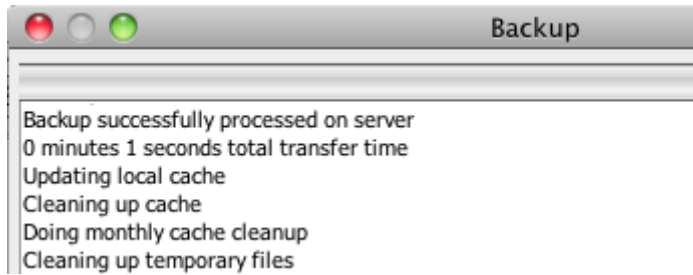 Backup
Backup successfully processed on server
0 minutes 1 seconds total transfer time
Updating local cache
Cleaning up cache
Doing monthly cache cleanup
Cleaning up temporary files